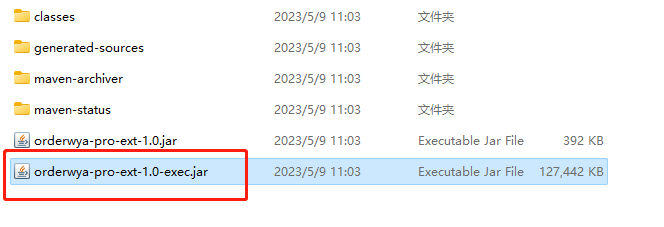 classes 2023/5/9 11:03 文件夹
generated-sources 2023/5/9 11:03 文件夹
maven-archiver 2023/5/9 11:03 文件夹
maven-status 2023/5/9 11:03 文件夹
orderwya-pro-ext-1.0.jar 2023/5/9 11:03 Executable Jar File 392 KB
orderwya-pro-ext-1.0-exec.jar 2023/5/9 11:03 Executable Jar File 127,442 KB